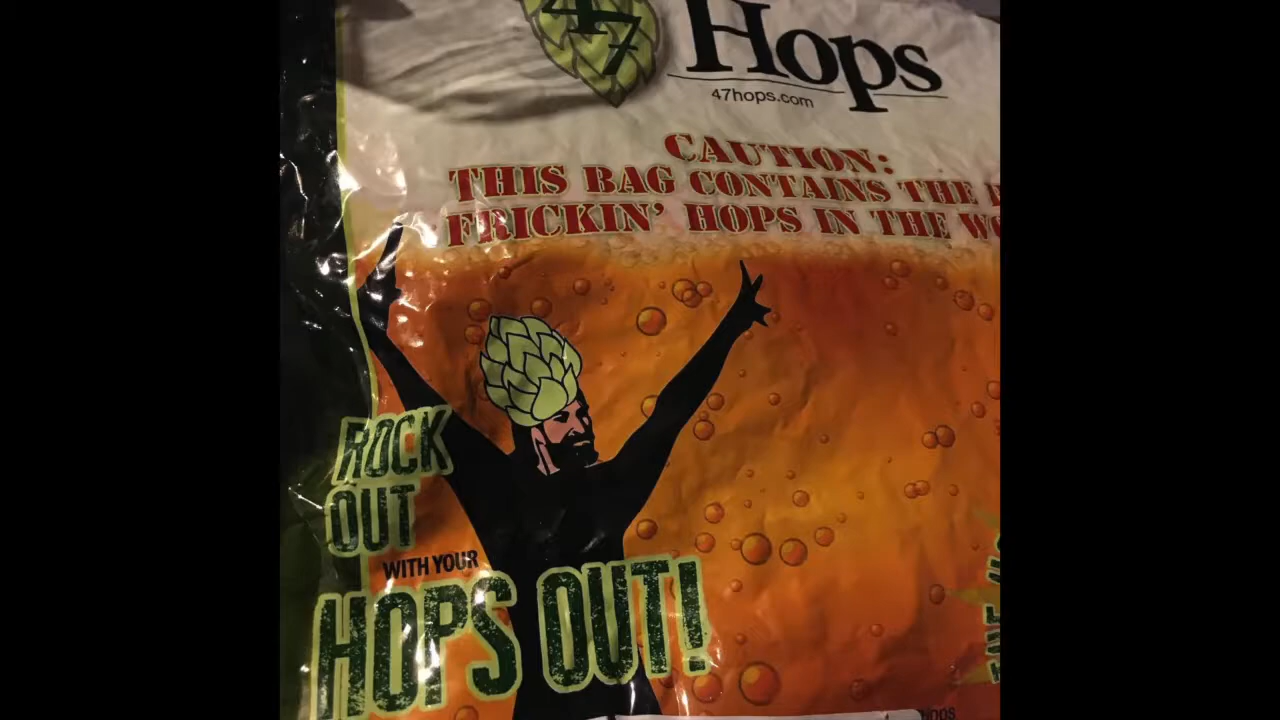 47 Hops
47hops.com
CAUTION:
THIS BAG CONTAINS THE
FRICKIN' HOPS IN THE
ROCK
OUT
WITH YOUR
HOPS OUT!